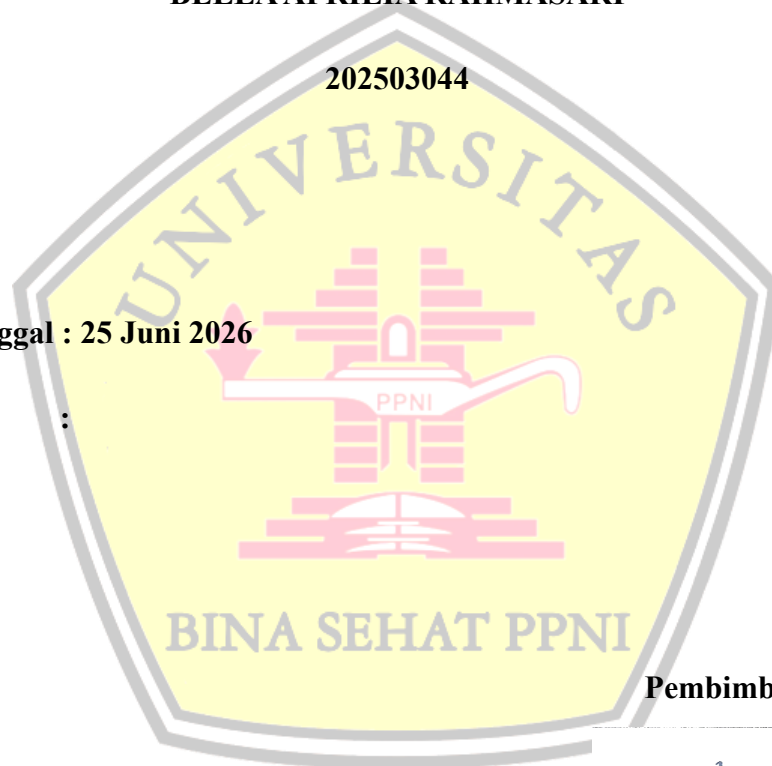 202503044
UNIVERSITAS
ggal : 25 Juni 2026
:
PPNI
BINA SEHAT PPNI
Pembimb